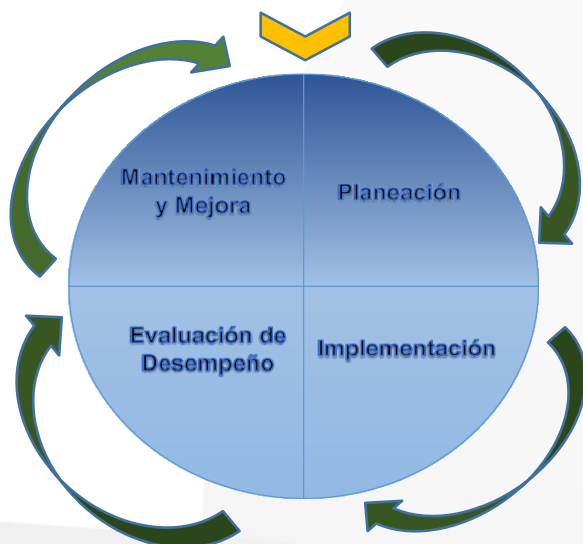 Mantenimiento
y Mejora
Planeación
Evaluación de
Desempeño
Implementación